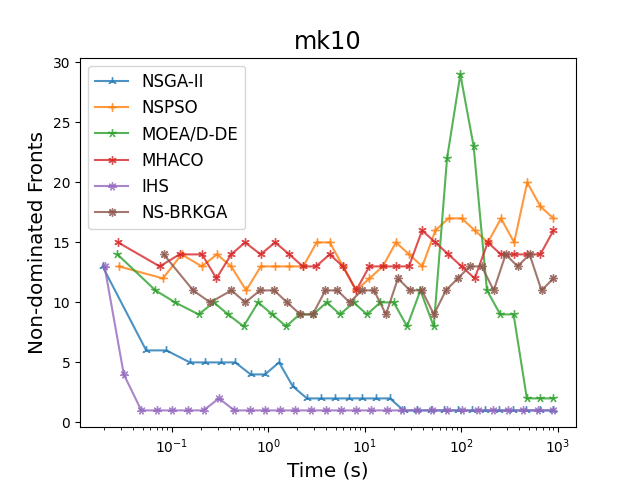 mk10
Non-dominated Fronts
30
25
20
15
10
5
0
NSGA-II
NSPSO
MOEA/D-DE
MHACO
IHS
NS-BRKGA
10⁻¹
10⁰
10¹
10²
10³
Time (s)